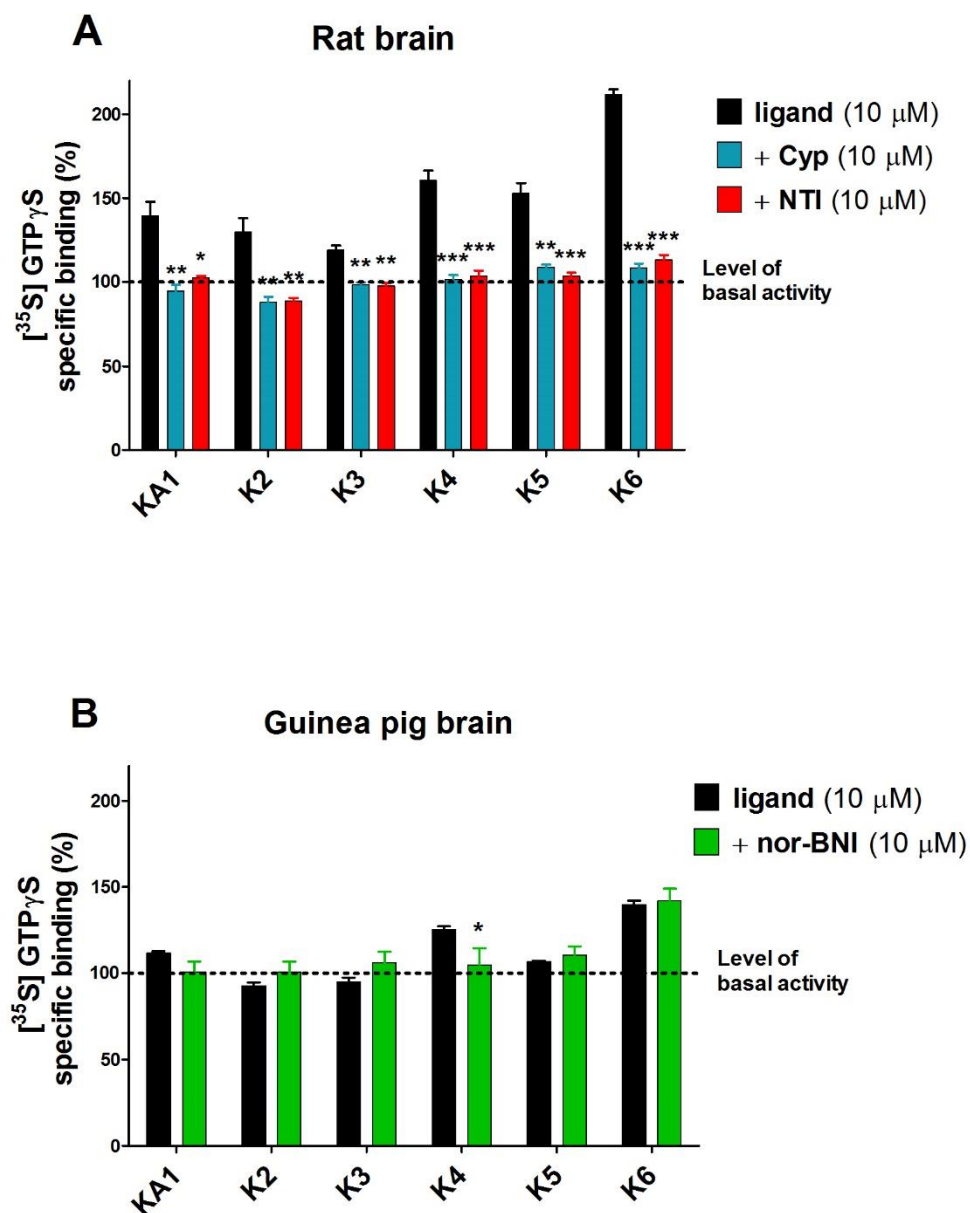 A
Rat brain
[³⁵S] GTPγS
specific binding (%)
200
150
100
50
0
** *
** **
** **
*** ***
** ***
*** ***
KA1 K2 K3 K4 K5 K6
ligand (10 μM)
+ Cyp (10 μM)
+ NTI (10 μM)
Level of
basal activity
B
Guinea pig brain
[³⁵S] GTPγS
specific binding (%)
200
150
100
50
0
*
KA1 K2 K3 K4 K5 K6
ligand (10 μM)
+ nor-BNI (10 μM)
Level of
basal activity